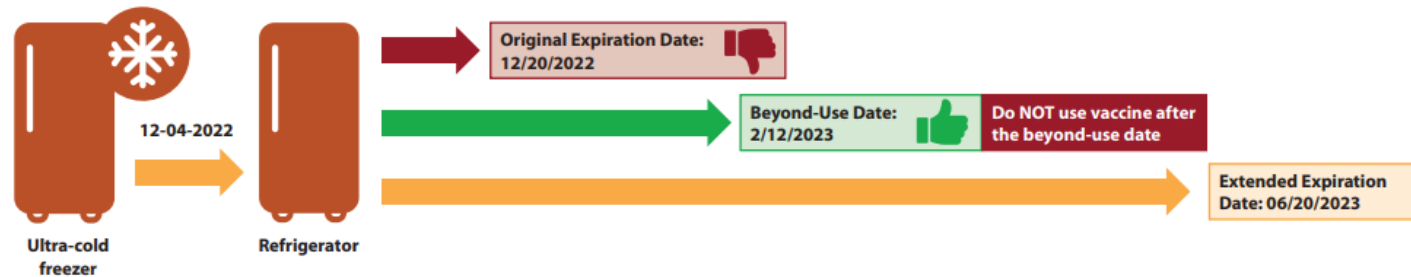 Original Expiration Date:
12/20/2022
12-04-2022
Beyond-Use Date:
2/12/2023
Do NOT use vaccine after
the beyond-use date
Extended Expiration
Date: 06/20/2023
Ultra-cold
freezer
Refrigerator